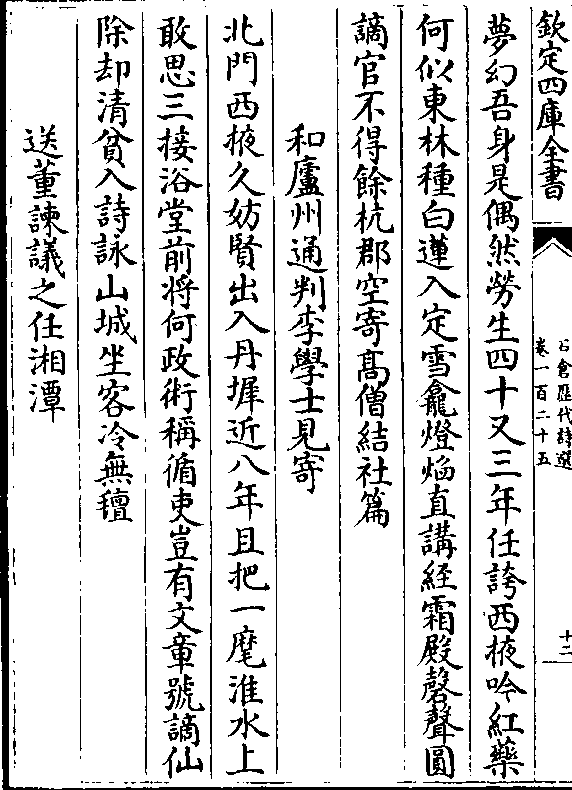 欽定四庫全書
石倉歷代詩選
卷一百二十五
十二
夢幻吾身是偶然勞生四十又三年任誇西掖吟紅藥
何似東林種白蓮入定雪龕燈焰直講經霜殿磬聲圓
謫官不得餘杭郡空寄高僧結社篇
和廬州通判李學士見寄
北門西掖久妨賢出入丹墀近八年且把一麾淮水上
敢思三接浴堂前將何政術稱循吏豈有文章號謫仙
除却清貧入詩詠山城坐客冷無氊
送董諫議之任湘潭